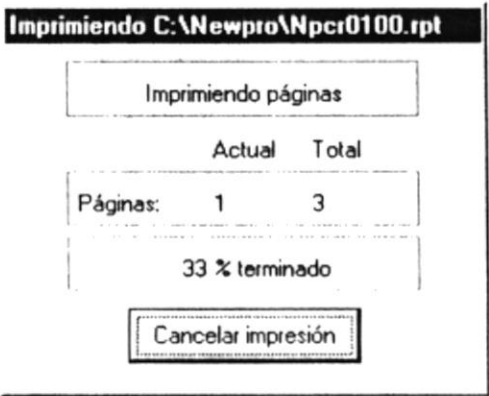 Imprimiendo C:\Newpro\Npcr0100.rpt
Imprimiendo páginas
Actual Total
Páginas: 1 3
33 % terminado
Cancelar impresión